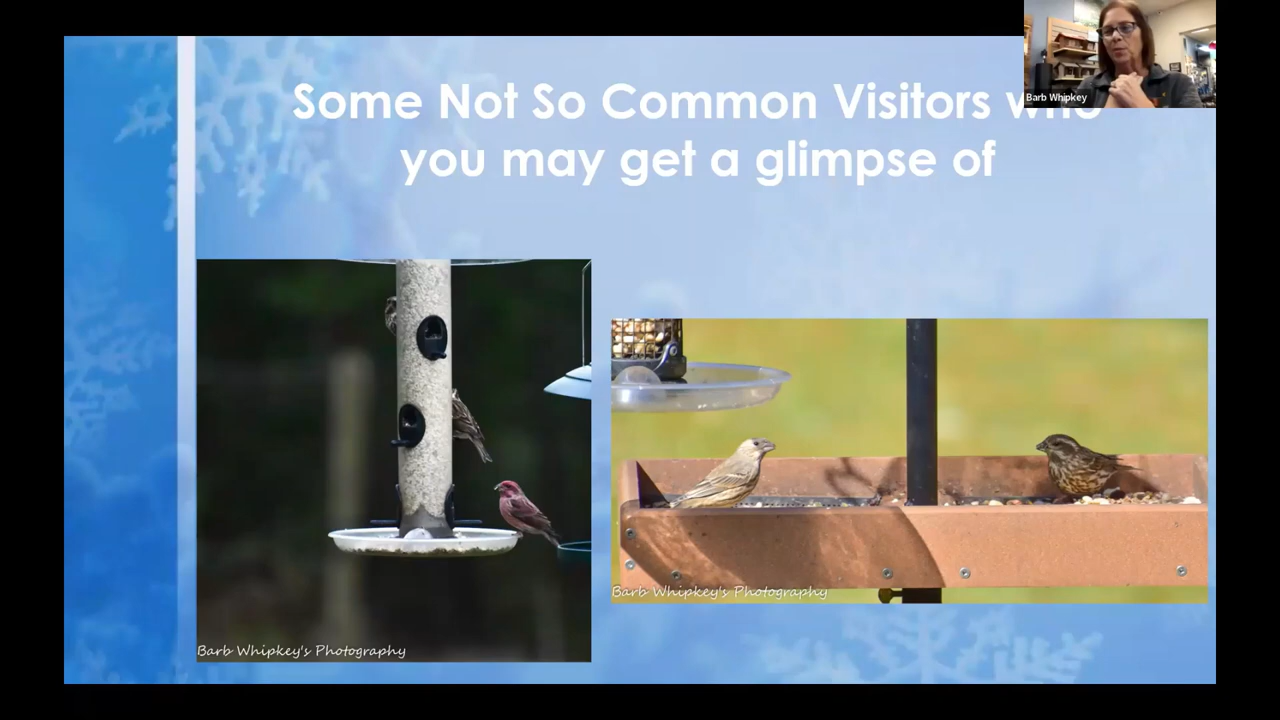 Some Not So Common Visitors
you may get a glimpse of
Barb Whipkey
Barb Whipkey's Photography
Barb Whipkey's Photography